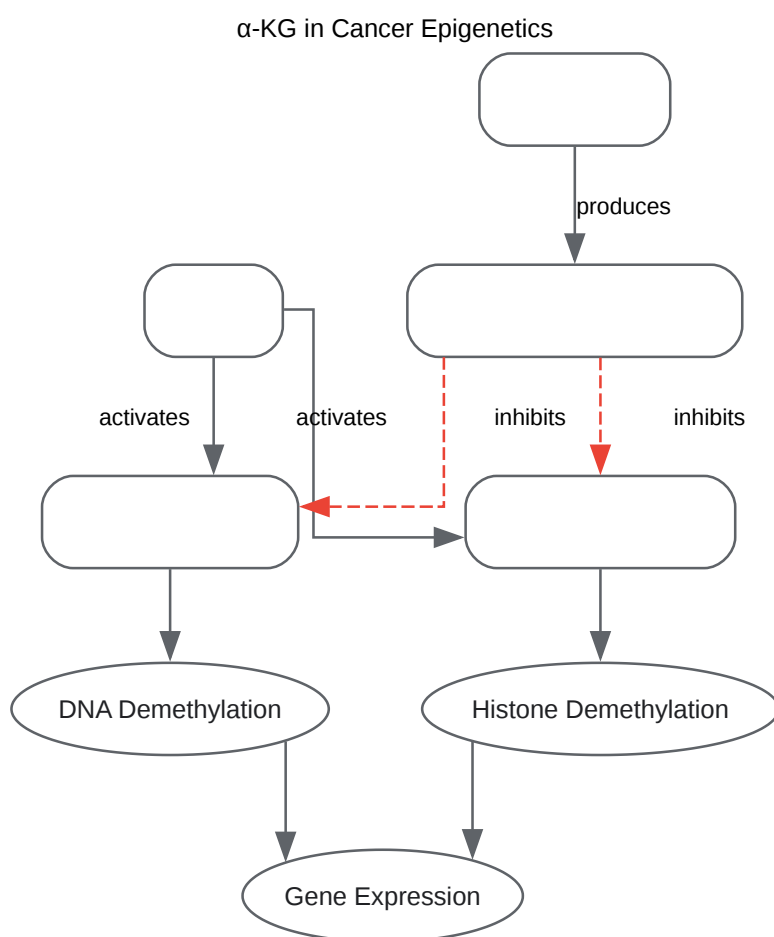 α-KG in Cancer Epigenetics
produces
activates
activates
inhibits
inhibits
DNA Demethylation
Histone Demethylation
Gene Expression